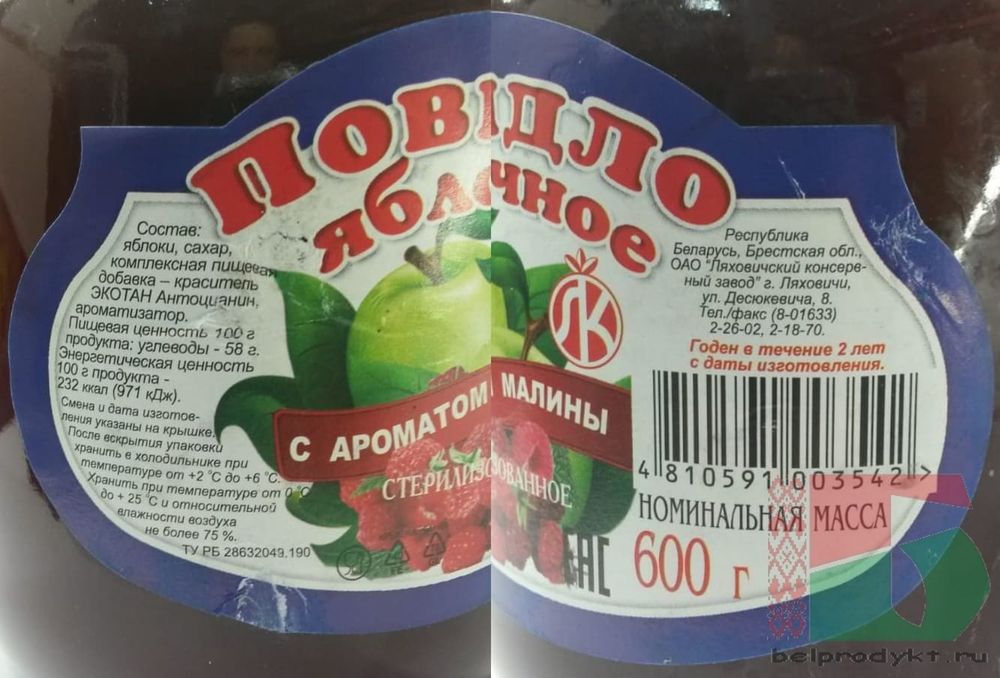 ПОВИДЛО
яблочное
Состав:
яблоки, сахар,
комплексная пищевая
добавка – краситель
ЭКОТАН Антоцианин,
ароматизатор.
Пищевая ценность 100 г
продукта: углеводы - 58 г.
Энергетическая ценность
100 г продукта -
232 ккал (971 кДж).
Смена и дата изготов-
ления указаны на крышке.
После вскрытия упаковки
хранить в холодильнике при
температуре от +2 °С до +6 °С.
Хранить при температуре от 0 °С
до + 25 °С и относительной
влажности воздуха
не более 75 %.
ТУ РБ 28632049.190
ЛК
С АРОМАТОМ МАЛИНЫ
СТЕРИЛИЗОВАННОЕ
Республика
Беларусь, Брестская обл.,
ОАО "Ляховичский консерв-
ный завод" г. Ляховичи,
ул. Десюкевича, 8.
Тел./факс (8-01633)
2-26-02, 2-18-70.
Годен в течение 2 лет
с даты изготовления.
4 810591 003542 >
НОМИНАЛЬНАЯ МАССА
EAC
600 г
belprodykt.ru